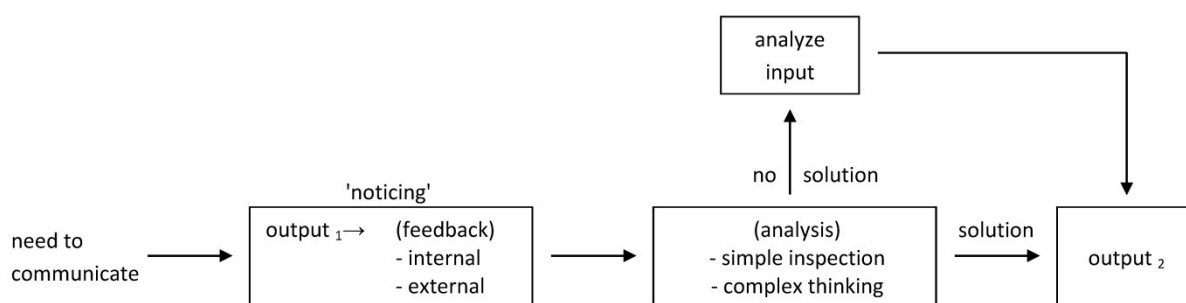 analyze
input
no solution
'noticing'
need to
communicate
output 1→ (feedback)
- internal
- external
(analysis)
- simple inspection
- complex thinking
solution
output 2